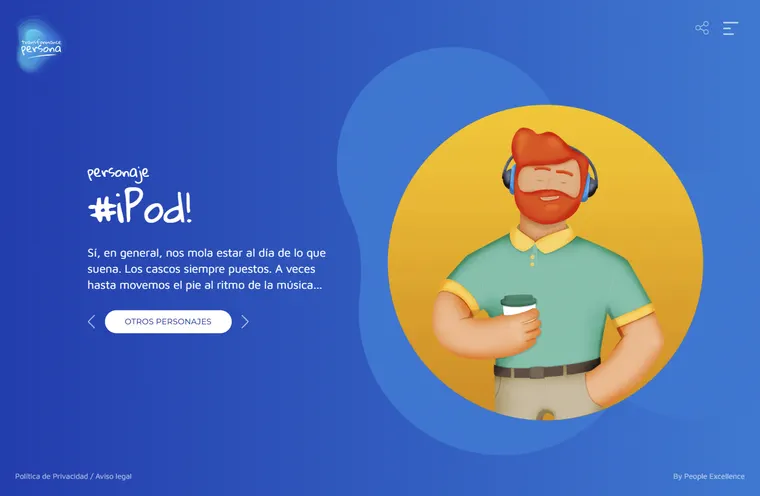 persona
personaje
#iPod!
Sí, en general, nos mola estar al día de lo que
suena. Los cascos siempre puestos. A veces
hasta movemos el pie al ritmo de la música...
OTROS PERSONAJES
Política de Privacidad / Aviso legal
By People Excellence